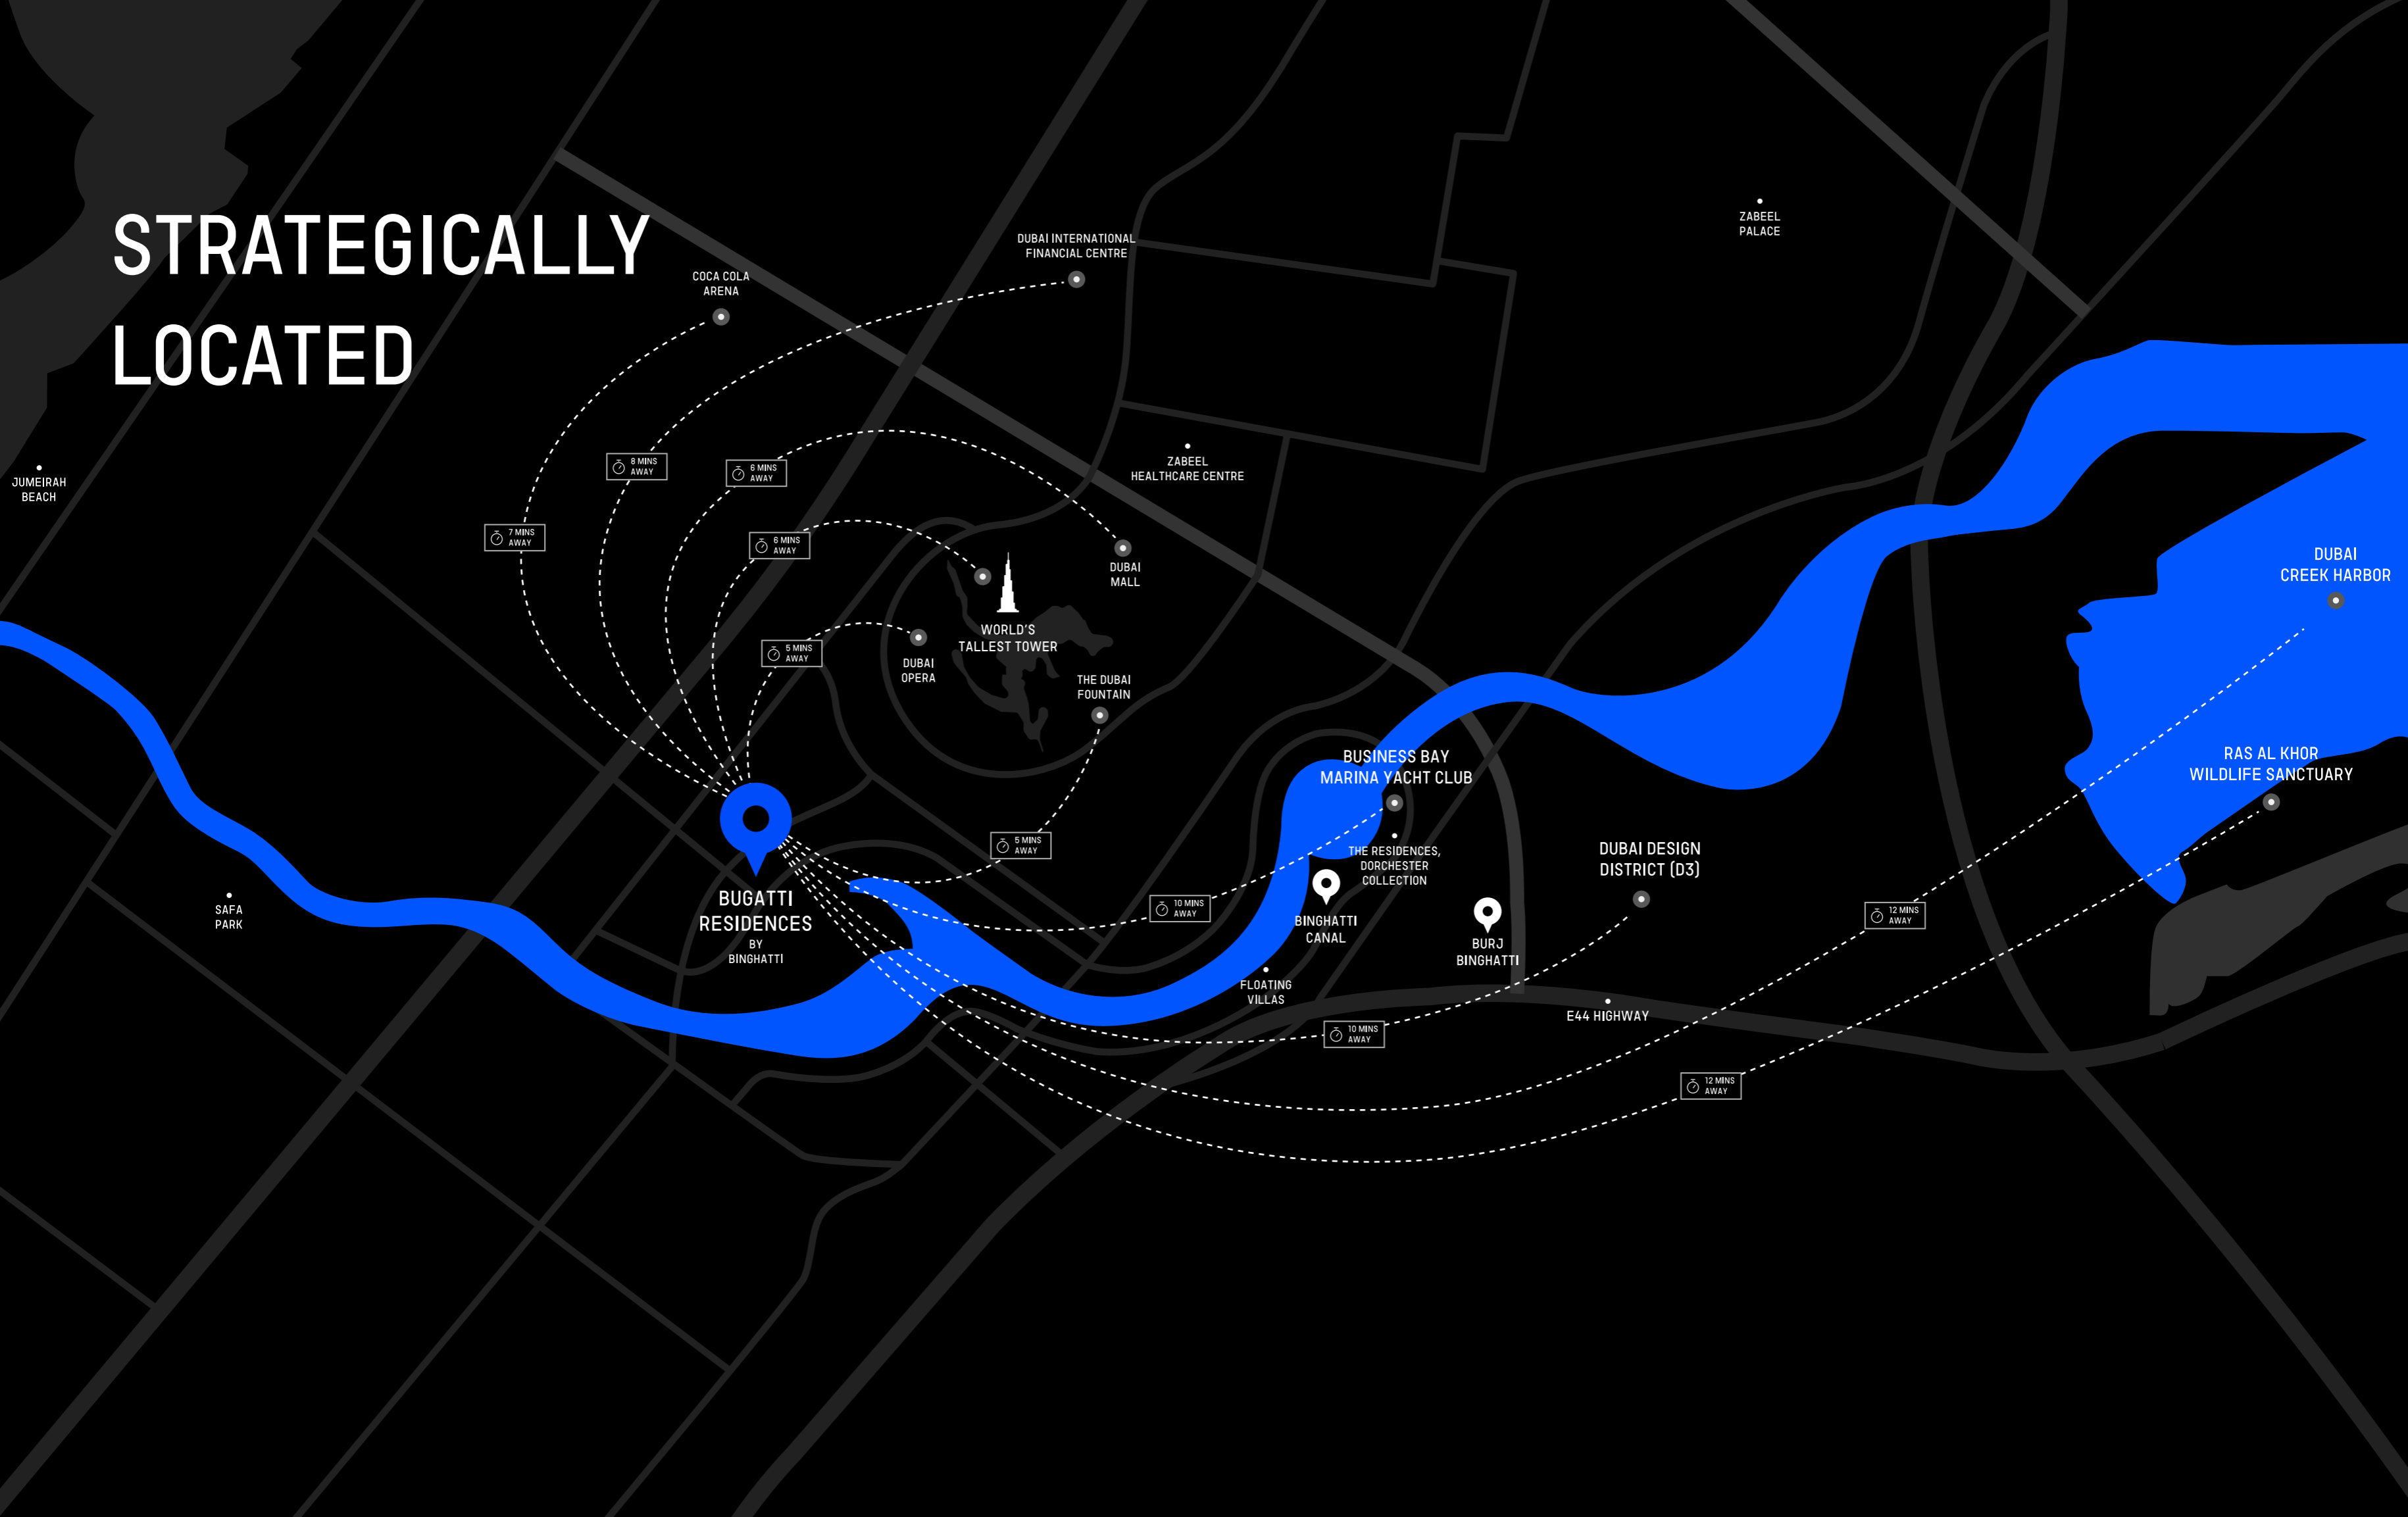 STRATEGICALLY
LOCATED
ZABEEL
PALACE
DUBAI INTERNATIONAL
FINANCIAL CENTRE
COCA COLA
ARENA
JUMEIRAH
BEACH
8 MINS
AWAY
6 MINS
AWAY
ZABEEL
HEALTHCARE CENTRE
7 MINS
AWAY
6 MINS
AWAY
DUBAI
MALL
DUBAI
CREEK HARBOR
WORLD'S
TALLEST TOWER
5 MINS
AWAY
DUBAI
OPERA
THE DUBAI
FOUNTAIN
BUSINESS BAY
MARINA YACHT CLUB
RAS AL KHOR
WILDLIFE SANCTUARY
5 MINS
AWAY
THE RESIDENCES,
DORCHESTER
COLLECTION
DUBAI DESIGN
DISTRICT (D3)
BUGATTI
RESIDENCES
BY
BINGHATTI
SAFA
PARK
10 MINS
AWAY
BINGHATTI
CANAL
BURJ
BINGHATTI
12 MINS
AWAY
FLOATING
VILLAS
E44 HIGHWAY
10 MINS
AWAY
12 MINS
AWAY